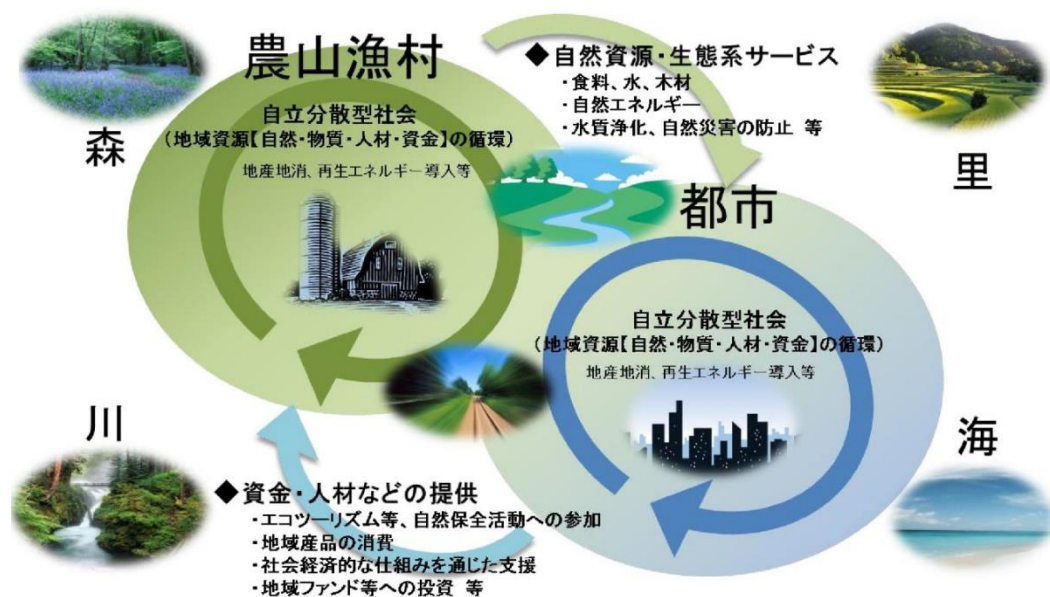 農山漁村
◆自然資源・生態系サービス
・食料、水、木材
・自然エネルギー
・水質浄化、自然災害の防止 等
森
自立分散型社会
(地域資源【自然・物質・人材・資金】の循環)
地産地消、再生エネルギー導入等
里
都市
自立分散型社会
(地域資源【自然・物質・人材・資金】の循環)
地産地消、再生エネルギー導入等
川
海
◆資金・人材などの提供
・エコツーリズム等、自然保全活動への参加
・地域産品の消費
・社会経済的な仕組みを通じた支援
・地域ファンド等への投資 等